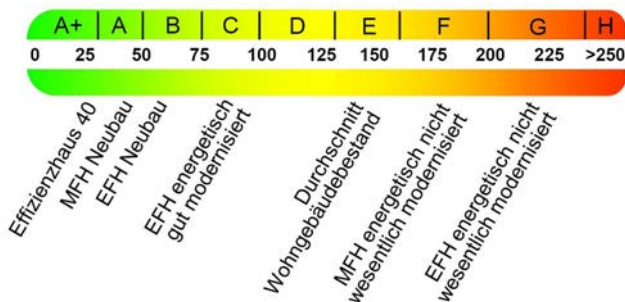 A+ A B C D E F G H
0 25 50 75 100 125 150 175 200 225 >250
Effizienzhaus 40
MFH Neubau
EFH Neubau
EFH energetisch
gut modernisiert
Durchschnitt
Wohngebäudebestand
MFH energetisch nicht
wesentlich modernisiert
EFH energetisch nicht
wesentlich modernisiert